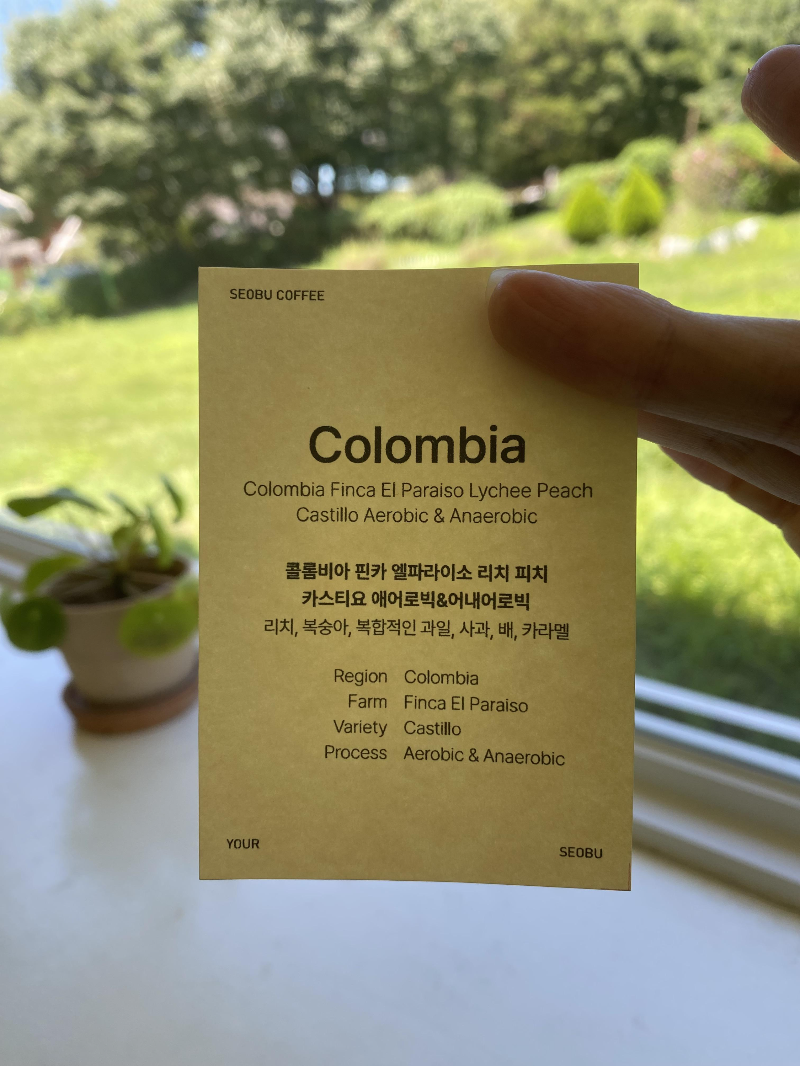 SEOBU COFFEE
Colombia
Colombia Finca El Paraiso Lychee Peach
Castillo Aerobic & Anaerobic
콜롬비아 핀카 엘파라이소 리치 피치
카스티요 애어로빅&어내어로빅
리치, 복숭아, 복합적인 과일, 사과, 배, 카라멜
Region Colombia
Farm Finca El Paraiso
Variety Castillo
Process Aerobic & Anaerobic
YOUR SEOBU